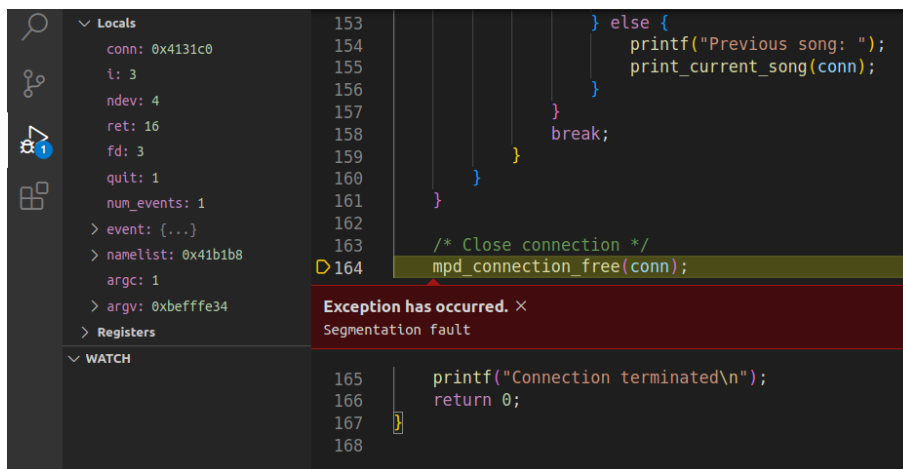 Locals
conn: 0x4131c0
i: 3
ndev: 4
ret: 16
fd: 3
quit: 1
num_events: 1
event: {...}
namelist: 0x41b1b8
argc: 1
argv: 0xbefffe34
Registers
WATCH
1
153 } else {
154 printf("Previous song: ");
155 print_current_song(conn);
156 }
157 }
158 break;
159 }
160 }
161 }
162
163 /* Close connection */
164 mpd_connection_free(conn);
Exception has occurred.
Segmentation fault
165 printf("Connection terminated\n");
166 return 0;
167 }
168